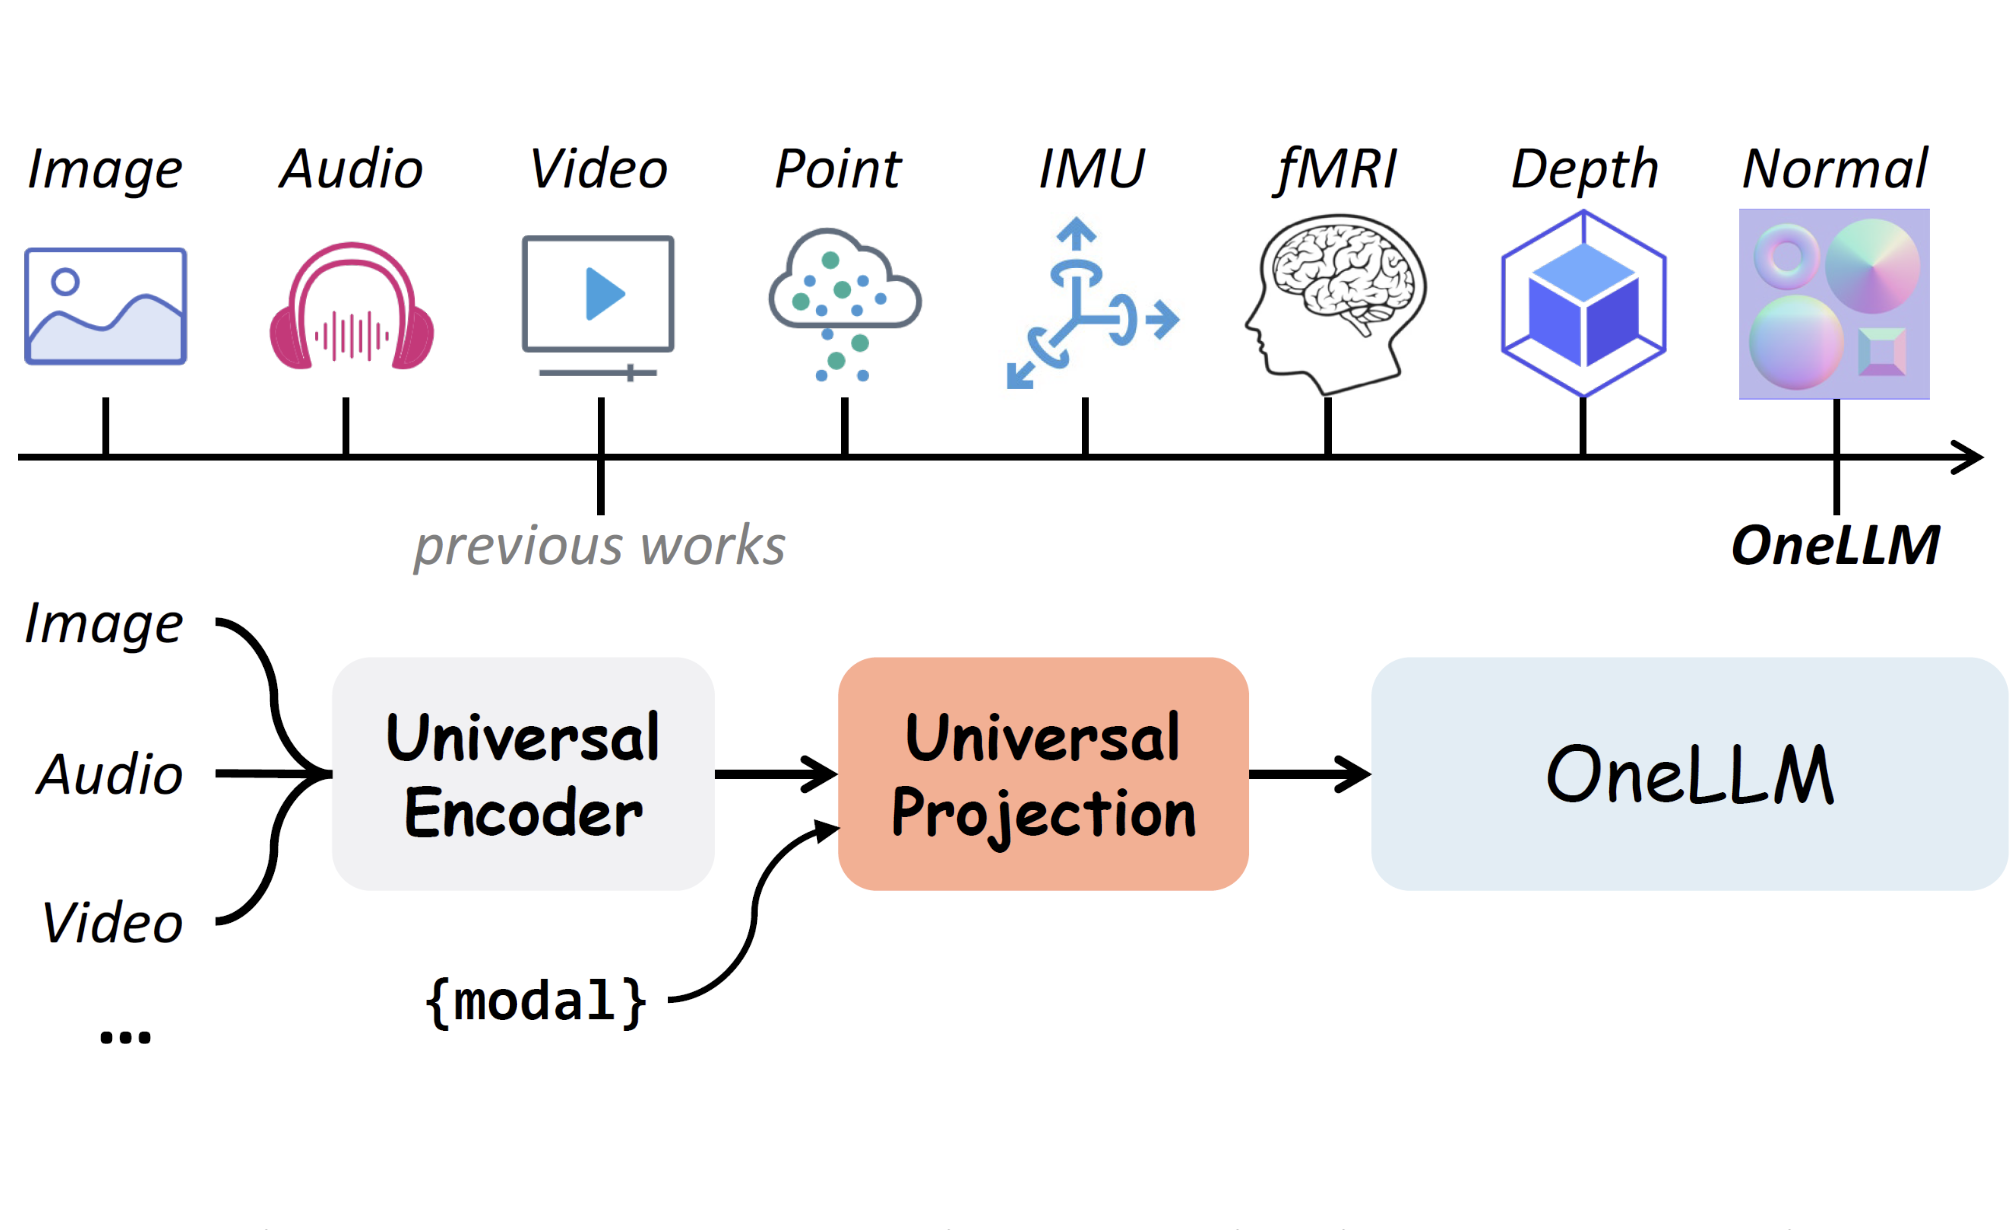 Image Audio Video Point IMU fMRI Depth Normal
previous works
OneLLM
Image
Audio
Video
...
Universal
Encoder
{modal}
Universal
Projection
OneLLM